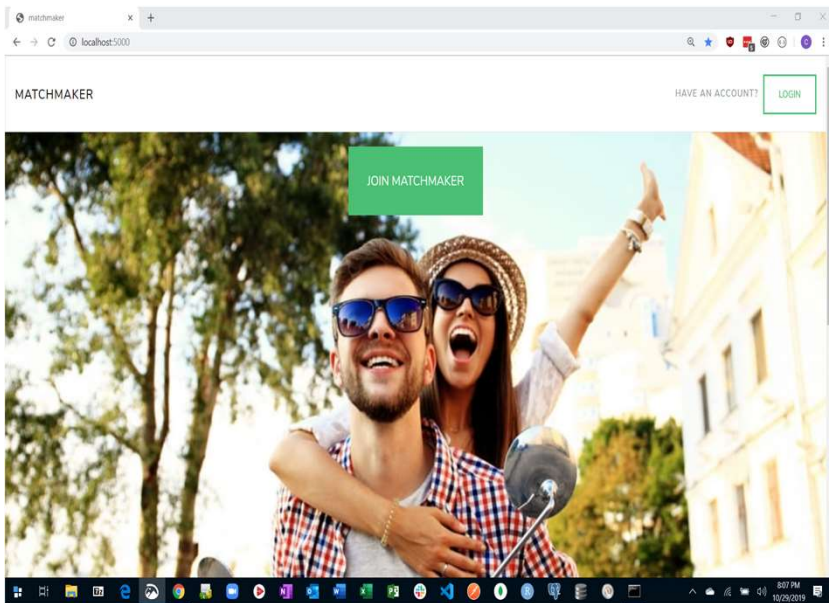 matchmaker
localhost:5000
MATCHMAKER
HAVE AN ACCOUNT?
LOGIN
JOIN MATCHMAKER
8:07 PM
10/29/2019